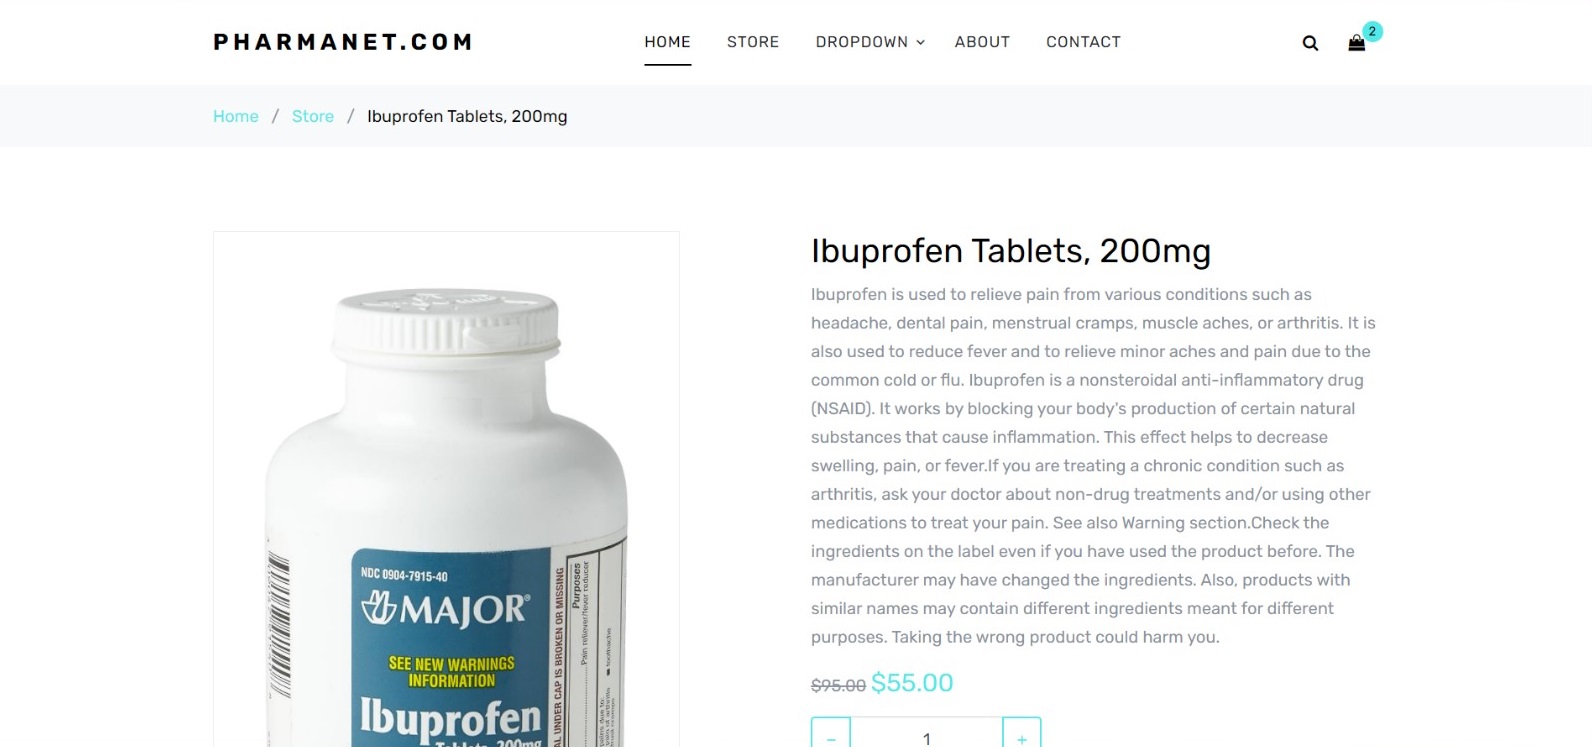 PHARMANET.COM
HOME
STORE
DROPDOWN
ABOUT
CONTACT
2
Home / Store / Ibuprofen Tablets, 200mg
NDC 0904-7915-40
MAJOR®
SEE NEW WARNINGS
INFORMATION
Ibuprofen
Tablets, 200mg
AL UNDER CAP IS BROKEN OR MISSING
Purposes
Pain reliever/fever reducer
Ibuprofen Tablets, 200mg
Ibuprofen is used to relieve pain from various conditions such as
headache, dental pain, menstrual cramps, muscle aches, or arthritis. It is
also used to reduce fever and to relieve minor aches and pain due to the
common cold or flu. Ibuprofen is a nonsteroidal anti-inflammatory drug
(NSAID). It works by blocking your body's production of certain natural
substances that cause inflammation. This effect helps to decrease
swelling, pain, or fever.If you are treating a chronic condition such as
arthritis, ask your doctor about non-drug treatments and/or using other
medications to treat your pain. See also Warning section.Check the
ingredients on the label even if you have used the product before. The
manufacturer may have changed the ingredients. Also, products with
similar names may contain different ingredients meant for different
purposes. Taking the wrong product could harm you.
$95.00 $55.00
− 1 +